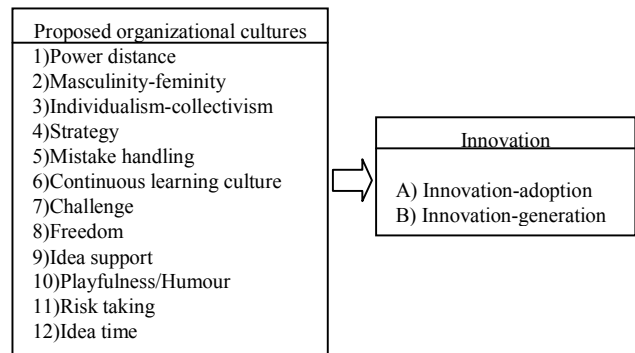 Proposed organizational cultures
1)Power distance
2)Masculinity-feminity
3)Individualism-collectivism
4)Strategy
5)Mistake handling
6)Continuous learning culture
7)Challenge
8)Freedom
9)Idea support
10)Playfulness/Humour
11)Risk taking
12)Idea time
Innovation
A) Innovation-adoption
B) Innovation-generation